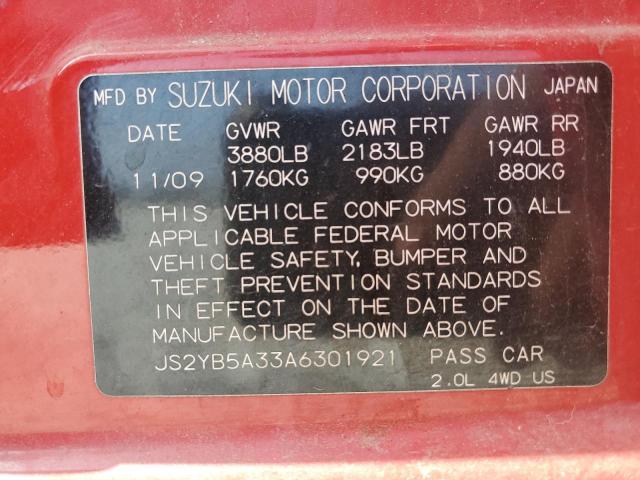 MFD BY SUZUKI MOTOR CORPORATION JAPAN
DATE GVWR GAWR FRT GAWR RR
3880LB 2183LB 1940LB
11/09 1760KG 990KG 880KG
THIS VEHICLE CONFORMS TO ALL
APPLICABLE FEDERAL MOTOR
VEHICLE SAFETY, BUMPER AND
THEFT PREVENTION STANDARDS
IN EFFECT ON THE DATE OF
MANUFACTURE SHOWN ABOVE.
JS2YB5A33A6301921 PASS CAR
2.0L 4WD-US